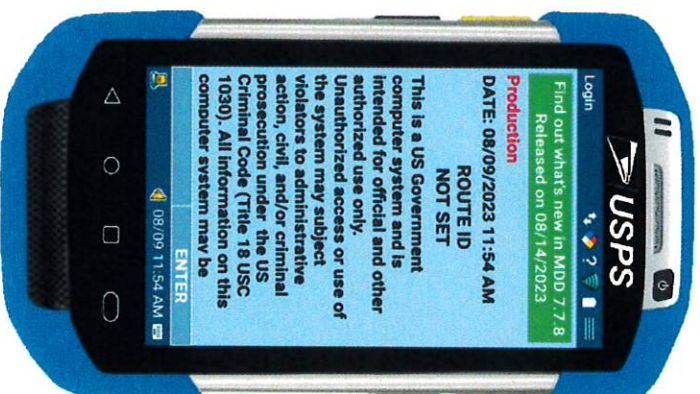 USPS
Login
Find out what's new in MDD 7.7.8
Released on 08/14/2023
Production
DATE: 08/09/2023 11:54 AM
ROUTE ID
NOT SET
This is a US Government
computer system and is
intended for official and other
authorized use only.
Unauthorized access or use of
the system may subject
violators to administrative
action, civil, and/or criminal
prosecution under the US
Criminal Code (Title 18 USC
1030). All information on this
computer system may be
ENTER
08/09 11:54 AM